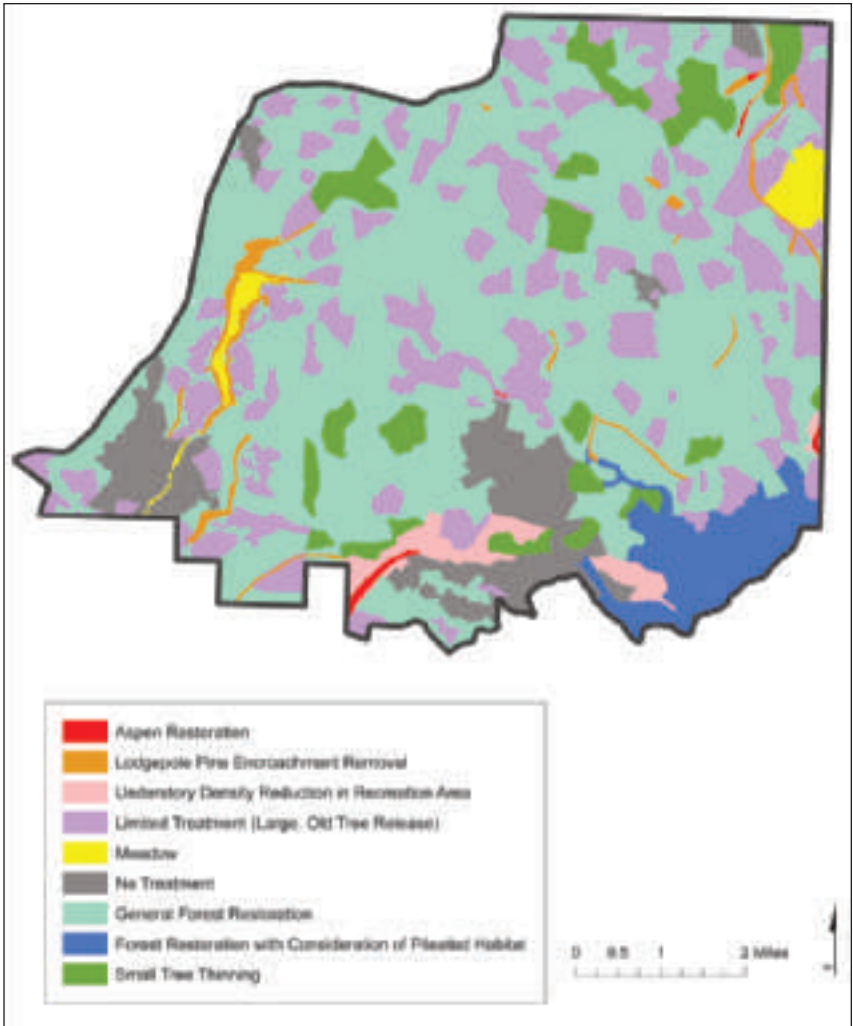 Aspen Restoration
Lodgepole Pine Encroachment Removal
Understory Density Reduction in Recreation Area
Limited Treatment (Large, Old Tree Release)
Meadow
No Treatment
General Forest Restoration
Forest Restoration with Consideration of Pileated Habitat
Small Tree Thinning
0 0.5 1 2 Miles